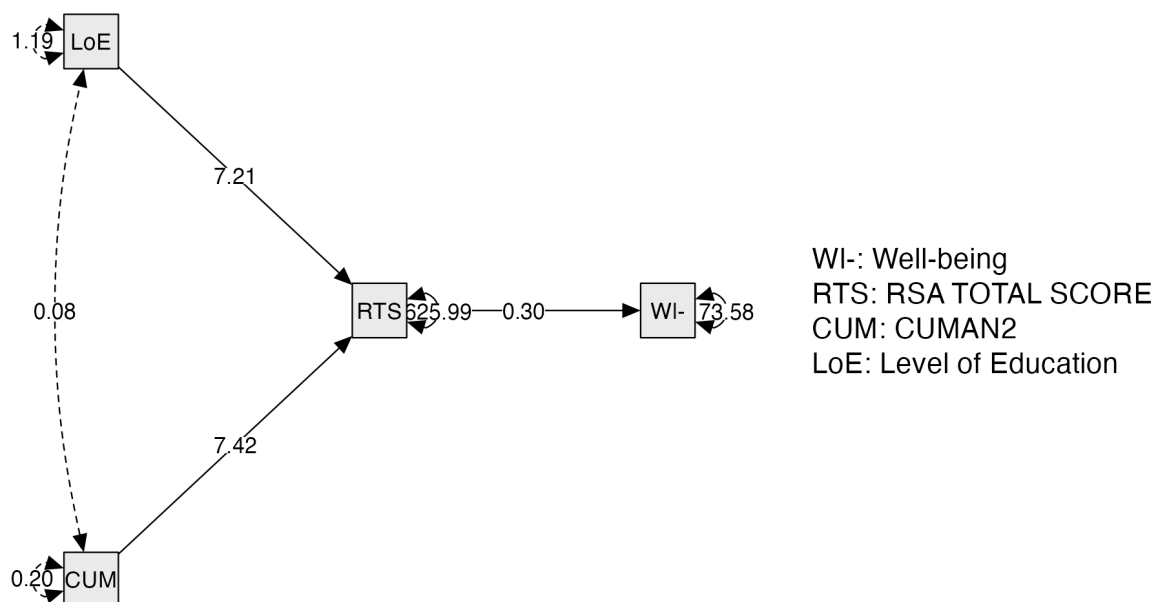 1.19 LoE
7.21
0.08
RTS 625.99 0.30 WI- 73.58
7.42
0.20 CUM
WI-: Well-being
RTS: RSA TOTAL SCORE
CUM: CUMAN2
LoE: Level of Education